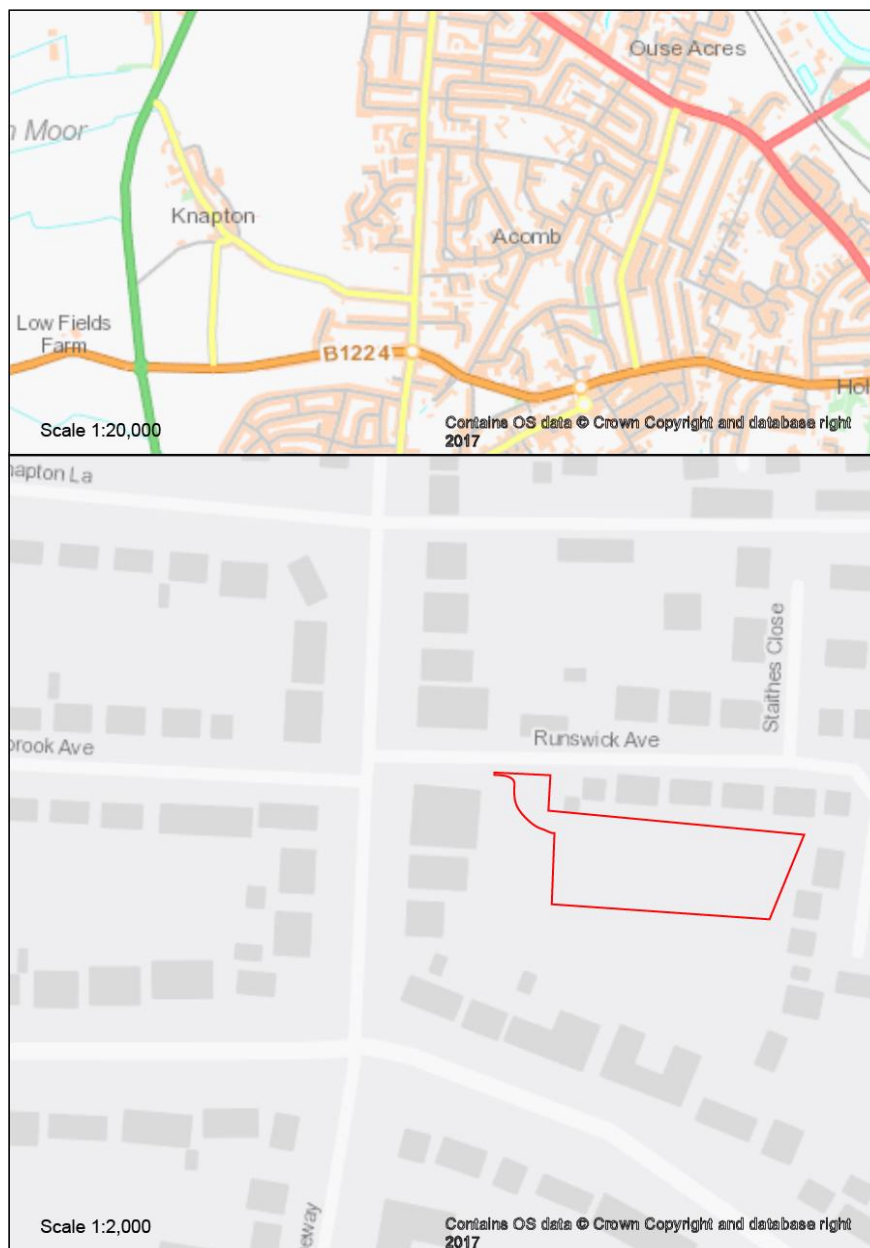 Ouse Acres
n Moor
Knapton
Acomb
Low Fields
Farm
B1224
Hol
Scale 1:20,000
Contains OS data © Crown Copyright and database right
2017
napton La
Staithes Close
Runswick Ave
brook Ave
Scale 1:2,000
eway
Contains OS data © Crown Copyright and database right
2017